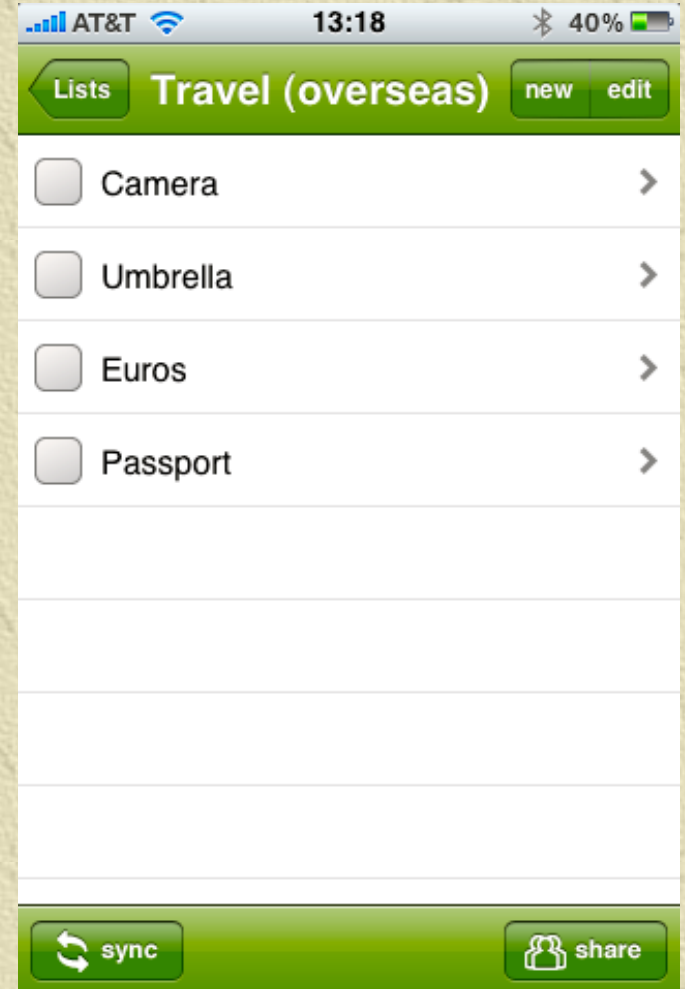 AT&T 13:18 40%
Lists Travel (overseas) new edit
Camera
Umbrella
Euros
Passport
sync share